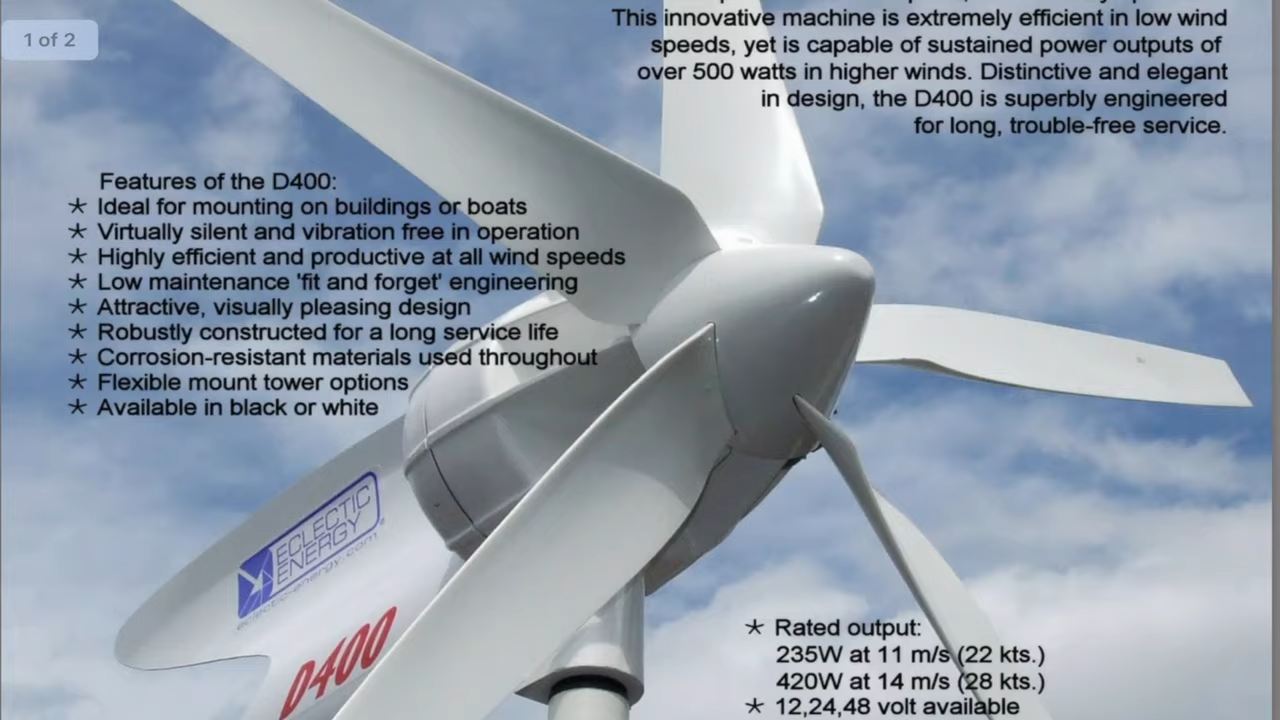 1 of 2
This innovative machine is extremely efficient in low wind
speeds, yet is capable of sustained power outputs of
over 500 watts in higher winds. Distinctive and elegant
in design, the D400 is superbly engineered
for long, trouble-free service.
Features of the D400:
* Ideal for mounting on buildings or boats
* Virtually silent and vibration free in operation
* Highly efficient and productive at all wind speeds
* Low maintenance 'fit and forget' engineering
* Attractive, visually pleasing design
* Robustly constructed for a long service life
* Corrosion-resistant materials used throughout
* Flexible mount tower options
* Available in black or white
ECLECTIC
ENERGY
eclectic-energy.com
D400
* Rated output:
235W at 11 m/s (22 kts.)
420W at 14 m/s (28 kts.)
* 12,24,48 volt available